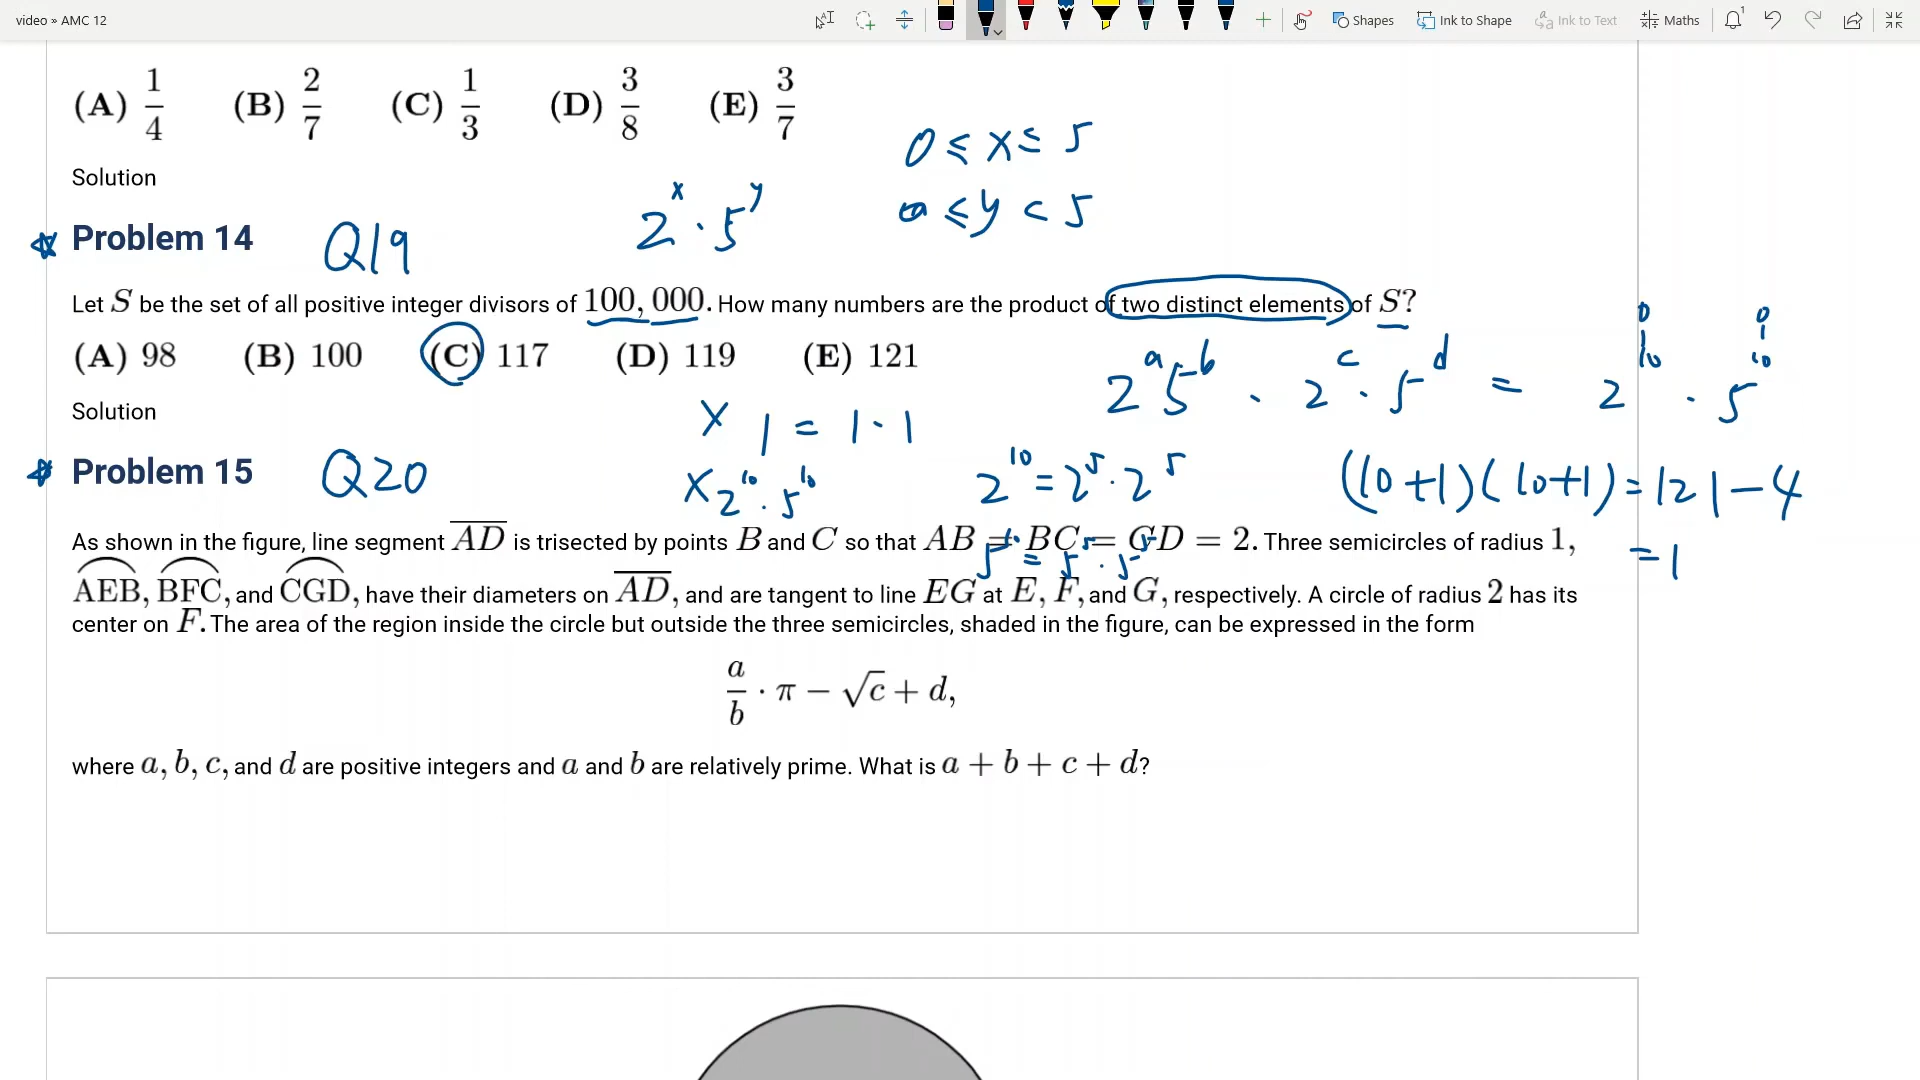 video » AMC 12
Shapes Ink to Shape Ink to Text Maths
(A) 1/4 (B) 2/7 (C) 1/3 (D) 3/8 (E) 3/7
0 ≤ x ≤ 5
Solution
2^x · 5^y
≤ y < 5
Problem 14 Q19
Let S be the set of all positive integer divisors of 100,000. How many numbers are the product of two distinct elements of S?
(A) 98 (B) 100 (C) 117 (D) 119 (E) 121
0 0
10 10
2^a 5^b · 2^c · 5^d = 2 · 5
Solution
x 1 = 1 · 1
Problem 15 Q20
x 2^10 · 5^10
2^10 = 2^5 · 2^5
(10+1)(10+1) = 121 - 4
As shown in the figure, line segment AD is trisected by points B and C so that AB = BC = CD = 2. Three semicircles of radius 1,
5^10 = 5^5 · 5^5
= 1
AEB, BFC, and CGD, have their diameters on AD, and are tangent to line EG at E, F, and G, respectively. A circle of radius 2 has its
center on F. The area of the region inside the circle but outside the three semicircles, shaded in the figure, can be expressed in the form
a/b · π − √c + d,
where a, b, c, and d are positive integers and a and b are relatively prime. What is a + b + c + d?